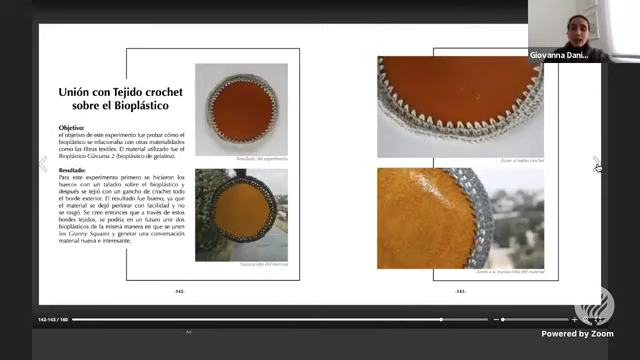 Giovanna Dani...
Unión con Tejido crochet
sobre el Bioplástico
Objetivo:
el objetivo de este experimento fue probar cómo el
bioplástico se relacionaba con otras materialidades
como las fibras textiles. El material utilizado fue el
Bioplástico Cúrcuma 2 (bioplástico de gelatina).
Resultado:
Para este experimento primero se hicieron los
huecos con un taladro sobre el bioplástico y
después se tejió con un gancho de crochet todo
el borde exterior. El resultado fue bueno, ya que
el material se dejó perforar con facilidad y no
se rasgó. Se cree entonces que a través de estos
bordes tejidos, se podría en un futuro unir dos
bioplásticos de la misma manera en que se unen
los Granny Squares y generar una conversación
material nueva e interesante.
Resultado del experimento
Translucidez del material
-142-
Zoom al tejido crochet
Zoom a la translucidez del material
-143-
142-143 / 160
Powered by Zoom